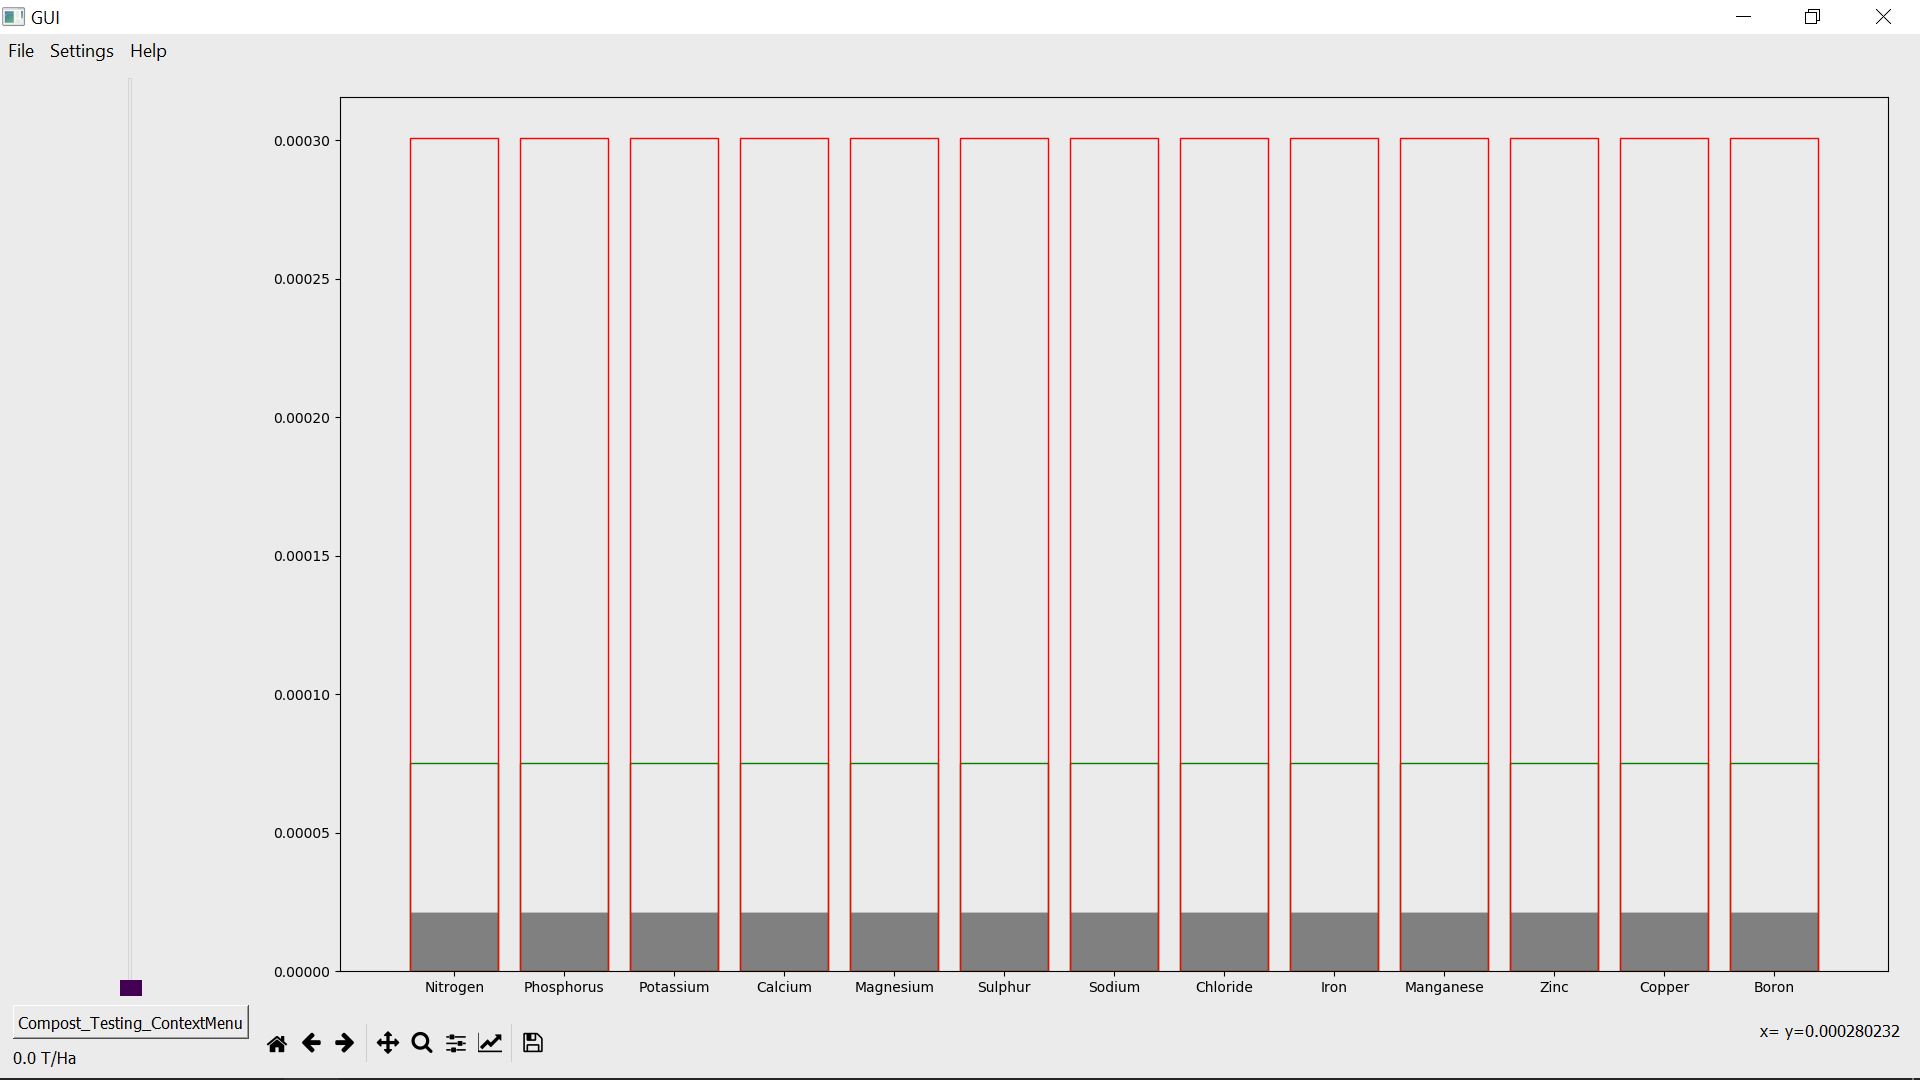 GUI
File Settings Help
0.00030
0.00025
0.00020
0.00015
0.00010
0.00005
0.00000
Nitrogen Phosphorus Potassium Calcium Magnesium Sulphur Sodium Chloride Iron Manganese Zinc Copper Boron
Compost_Testing_ContextMenu
x= y=0.000280232
0.0 T/Ha